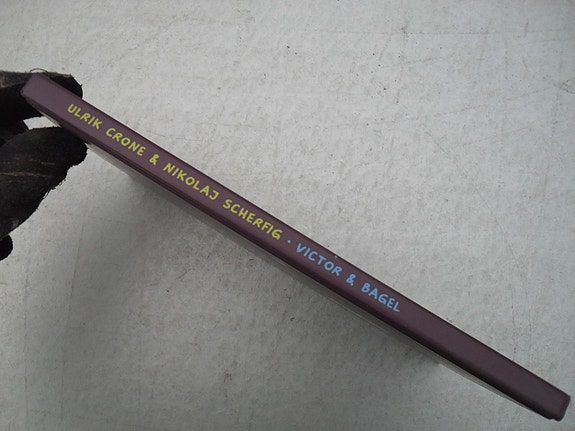 ULRIK CRONE & NIKOLAJ SCHERFIG · VICTOR & BAGEL